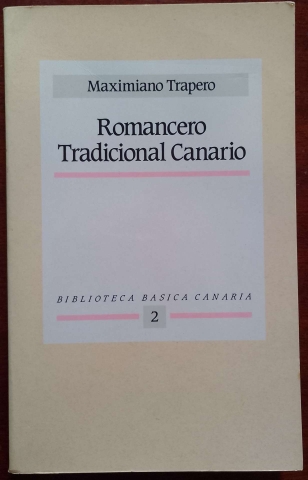 Maximiano Trapero
Romancero
Tradicional Canario
BIBLIOTECA BASICA CANARIA
2